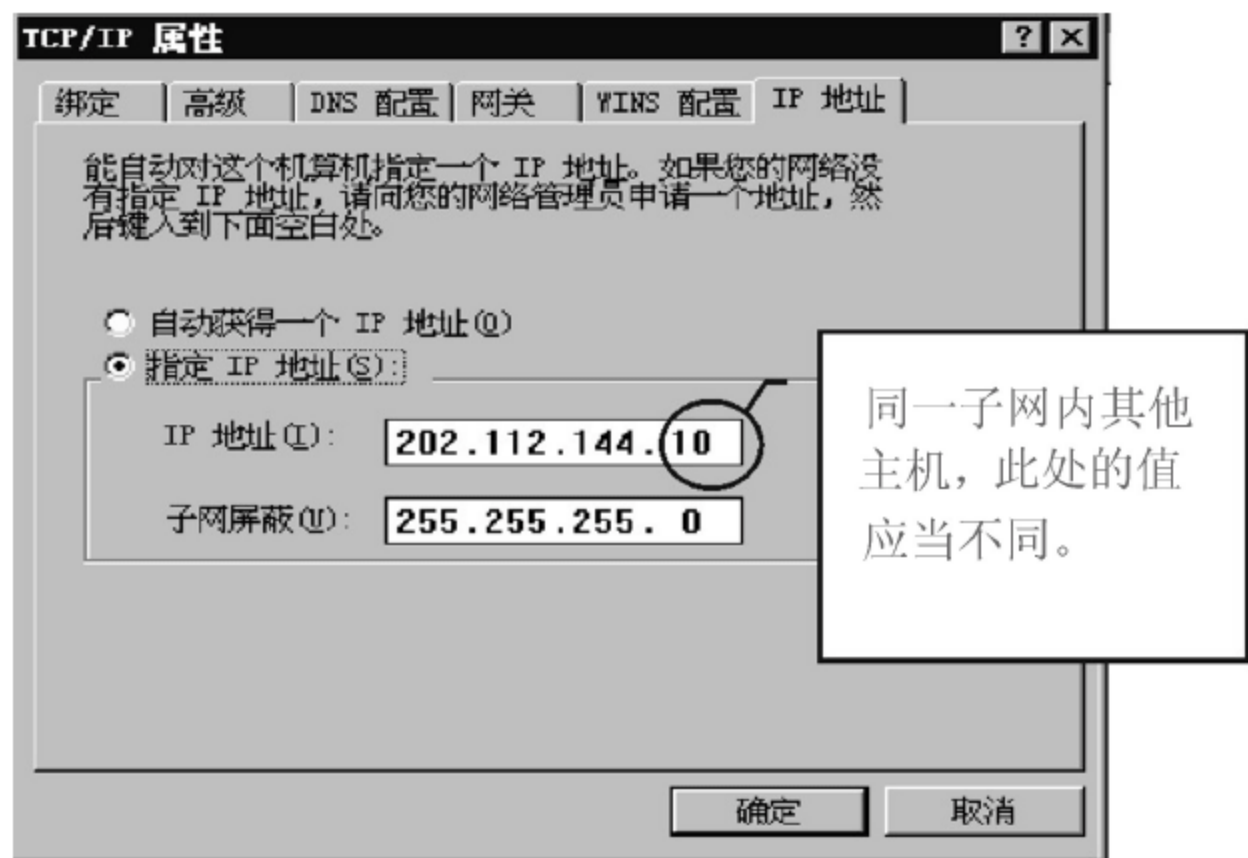 TCP/IP 属性
绑定 高级 DNS 配置 网关 WINS 配置 IP 地址
能自动对这个机算机指定一个 IP 地址。如果您的网络没
有指定 IP 地址，请向您的网络管理员申请一个地址，然
后键入到下面空白处。
自动获得一个 IP 地址(O)
指定 IP 地址(S):
IP 地址(I): 202.112.144.10
子网屏蔽(U): 255.255.255. 0
同一子网内其他
主机，此处的值
应当不同。
确定 取消